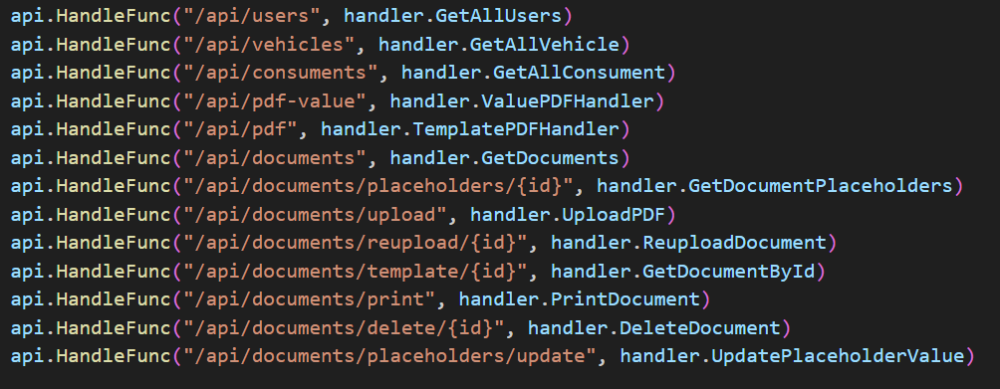 api.HandleFunc("/api/users", handler.GetAllUsers)
api.HandleFunc("/api/vehicles", handler.GetAllVehicle)
api.HandleFunc("/api/consuments", handler.GetAllConsument)
api.HandleFunc("/api/pdf-value", handler.ValuePDFHandler)
api.HandleFunc("/api/pdf", handler.TemplatePDFHandler)
api.HandleFunc("/api/documents", handler.GetDocuments)
api.HandleFunc("/api/documents/placeholders/{id}", handler.GetDocumentPlaceholders)
api.HandleFunc("/api/documents/upload", handler.UploadPDF)
api.HandleFunc("/api/documents/reupload/{id}", handler.ReuploadDocument)
api.HandleFunc("/api/documents/template/{id}", handler.GetDocumentById)
api.HandleFunc("/api/documents/print", handler.PrintDocument)
api.HandleFunc("/api/documents/delete/{id}", handler.DeleteDocument)
api.HandleFunc("/api/documents/placeholders/update", handler.UpdatePlaceholderValue)